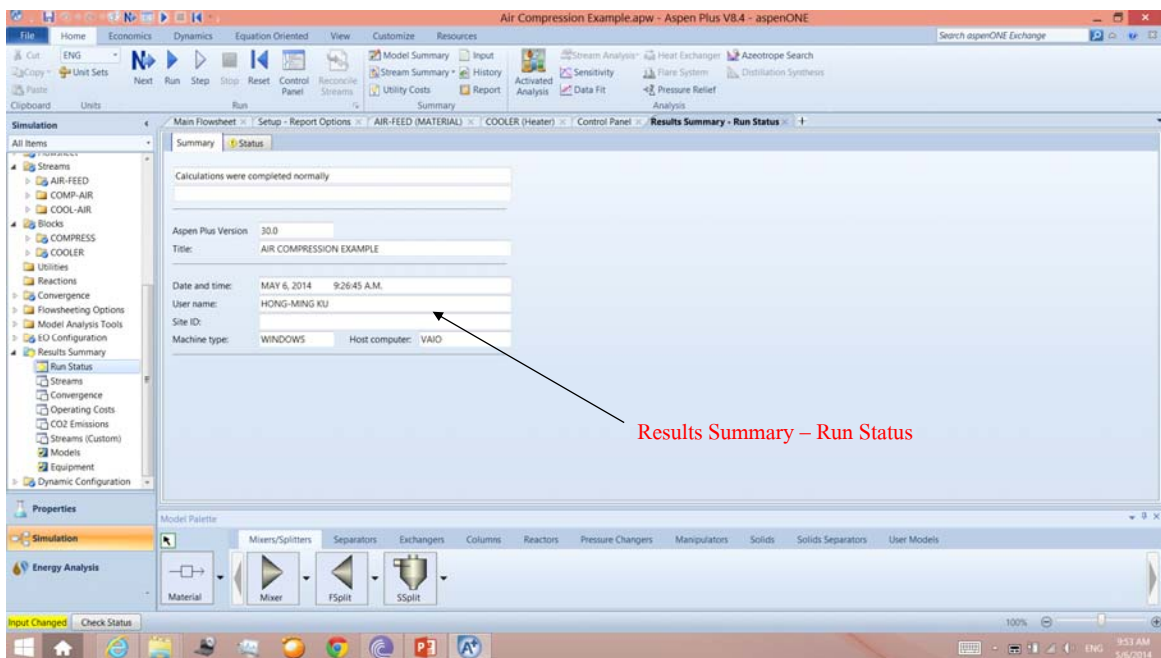 Air Compression Example.apw - Aspen Plus V8.4 - aspenONE
File Home Economics Dynamics Equation Oriented View Customize Resources Search aspenONE Exchange
Cut ENG Model Summary Input Stream Analysis Heat Exchanger Azeotrope Search
Copy Unit Sets Next Run Step Stop Reset Control Panel Reconcile Streams Stream Summary History Activated Analysis Sensitivity Flare System Distillation Synthesis
Paste Utility Costs Report Data Fit Pressure Relief
Clipboard Units Run Summary Analysis
Simulation Main Flowsheet Setup - Report Options AIR-FEED (MATERIAL) COOLER (Heater) Control Panel Results Summary - Run Status +
All Items Summary Status
Streams
AIR-FEED
COMP-AIR
COOL-AIR
Blocks
COMPRESS
COOLER
Utilities
Reactions
Convergence
Flowsheeting Options
Model Analysis Tools
EO Configuration
Results Summary
Run Status
Streams
Convergence
Operating Costs
CO2 Emissions
Streams (Custom)
Models
Equipment
Dynamic Configuration
Properties
Simulation
Energy Analysis
Calculations were completed normally
Aspen Plus Version 30.0
Title: AIR COMPRESSION EXAMPLE
Date and time: MAY 6, 2014 9:26:45 A.M.
User name: HONG-MING KU
Site ID:
Machine type: WINDOWS Host computer: VAIO
Results Summary – Run Status
Model Palette
Mixers/Splitters Separators Exchangers Columns Reactors Pressure Changers Manipulators Solids Solids Separators User Models
Material Mixer FSplit SSplit
Input Changed Check Status 100%
ENG 9:53 AM
5/6/2014